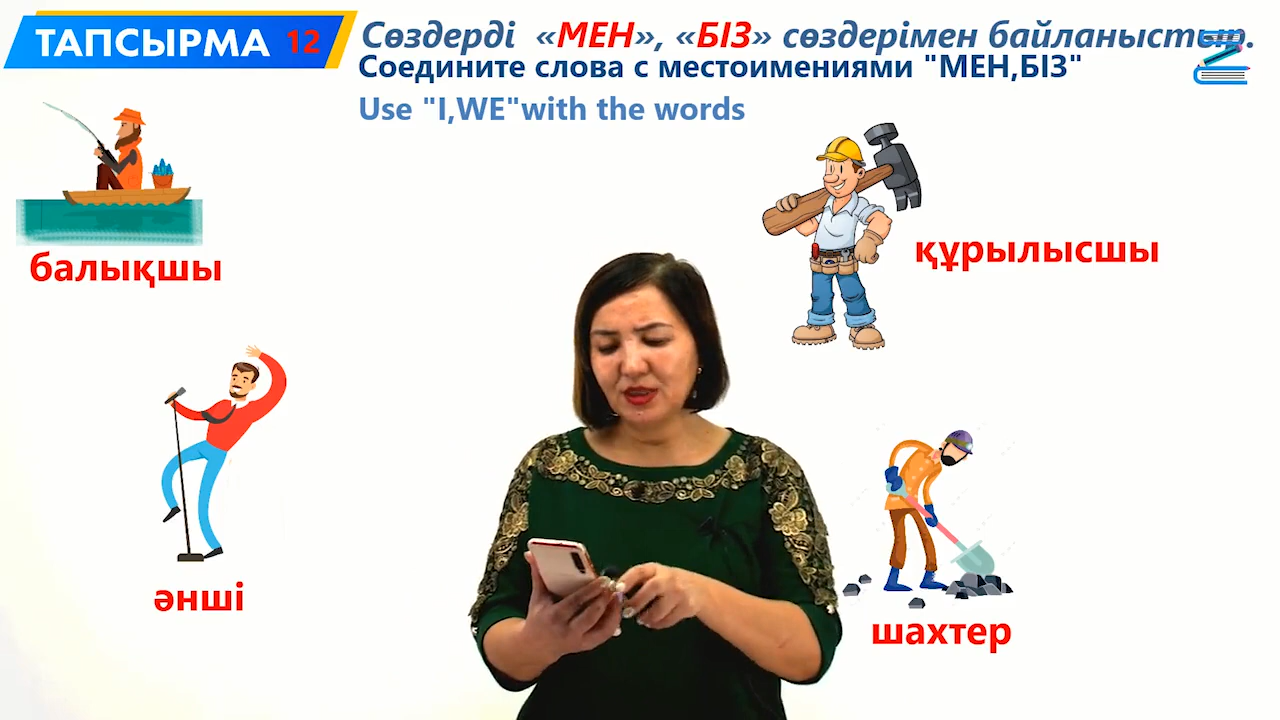 ТАПСЫРМА 12
Сөздерді «МЕН», «БІЗ» сөздерімен байланыстыр.
Соедините слова с местоимениями "МЕН,БІЗ"
Use "I,WE"with the words
балықшы
құрылысшы
әнші
шахтер